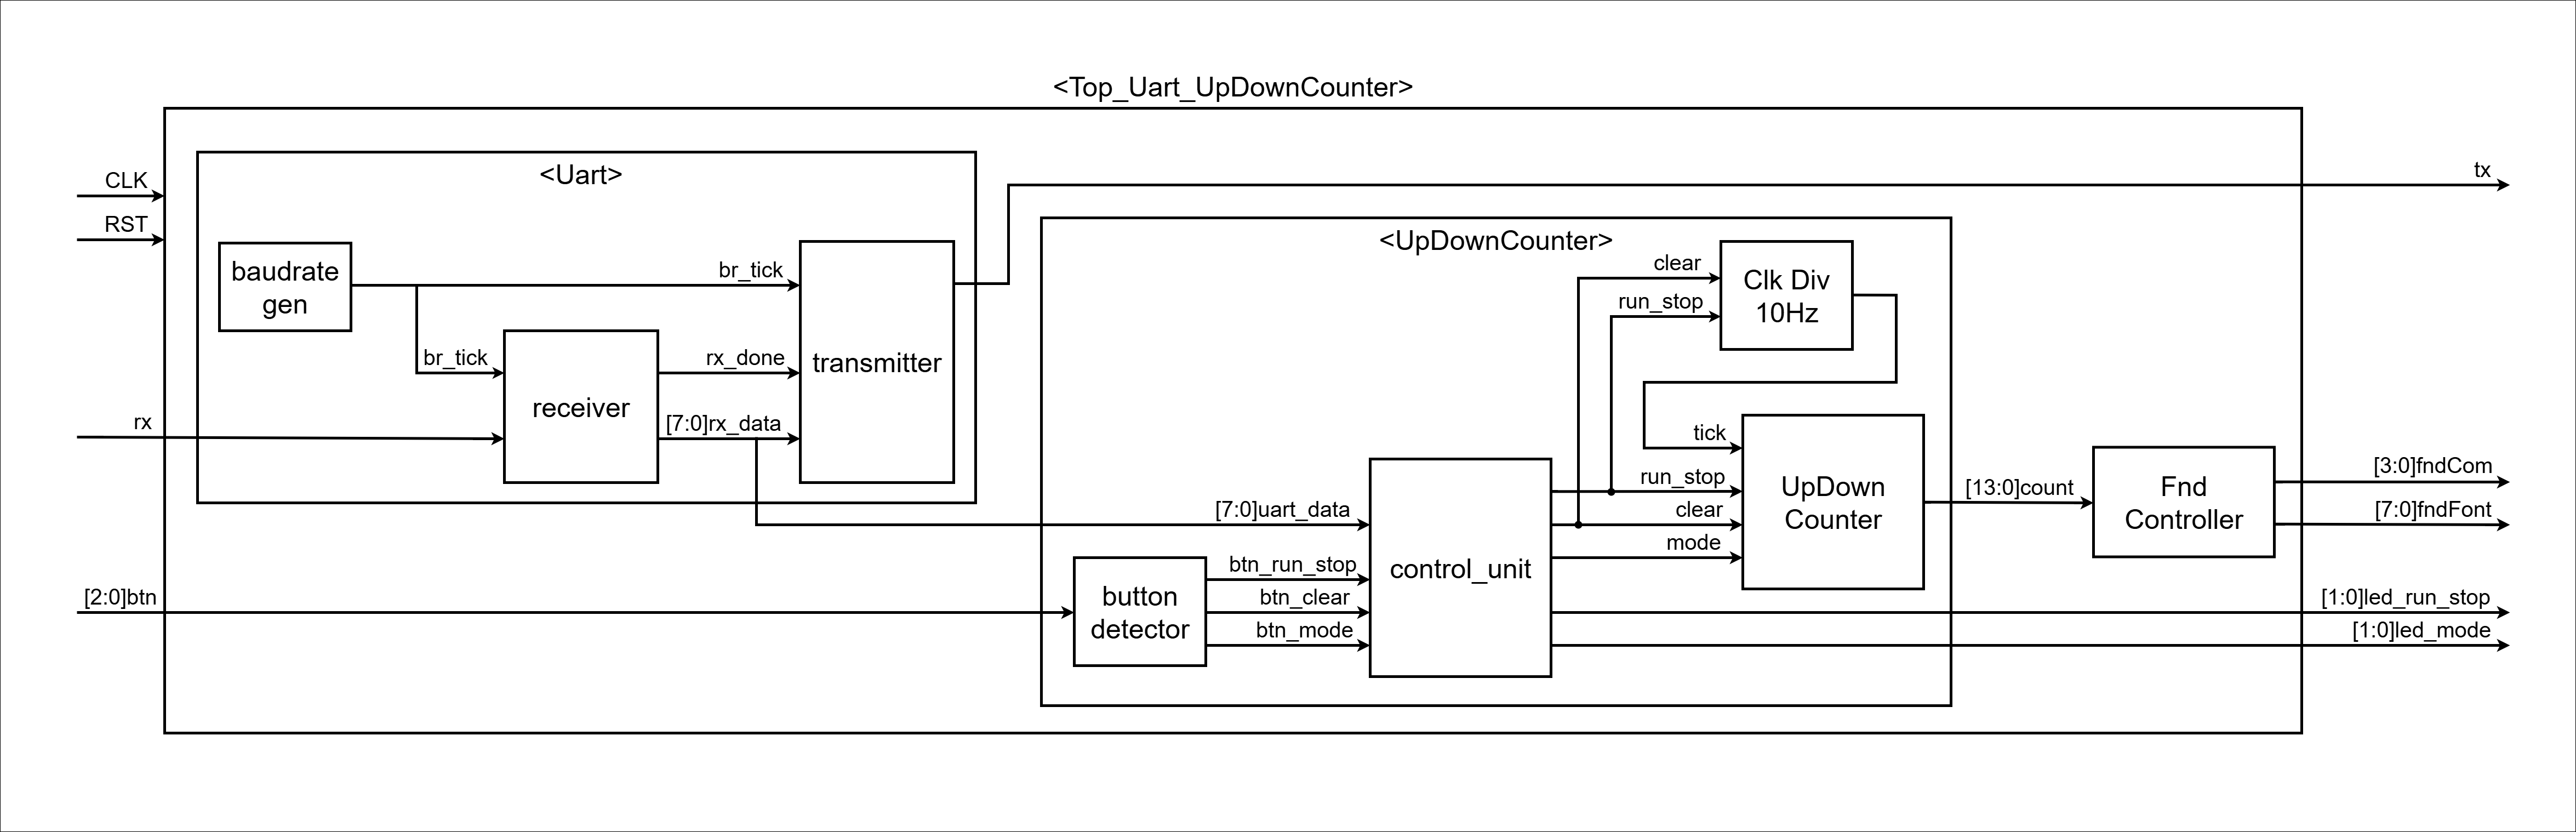 <Top_Uart_UpDownCounter>
CLK
RST
rx
[2:0]btn
<Uart>
baudrate
gen
br_tick
br_tick
receiver
rx_done
[7:0]rx_data
transmitter
<UpDownCounter>
[7:0]uart_data
button
detector
btn_run_stop
btn_clear
btn_mode
control_unit
clear
run_stop
Clk Div
10Hz
tick
run_stop
clear
mode
UpDown
Counter
[13:0]count
Fnd
Controller
tx
[3:0]fndCom
[7:0]fndFont
[1:0]led_run_stop
[1:0]led_mode